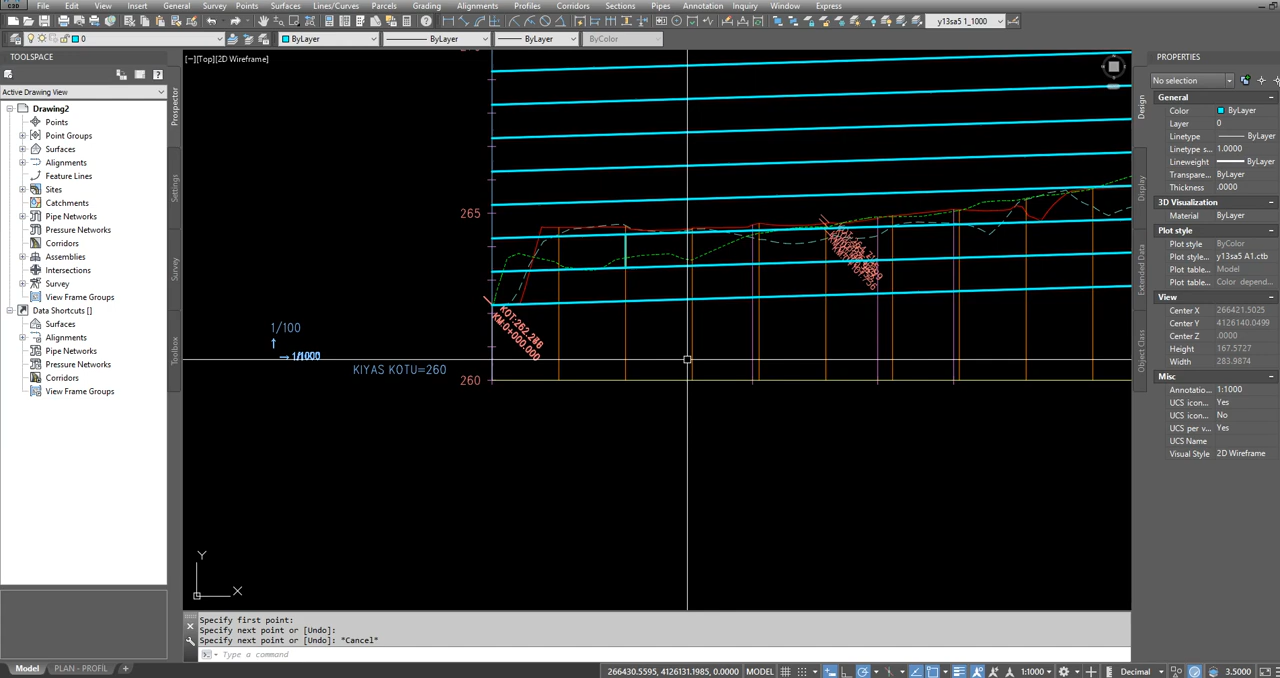 File Edit View Insert General Survey Points Surfaces Lines/Curves Parcels Grading Alignments Profiles Corridors Sections Pipes Annotation Inquiry Window Express
y13sa5 1_1000
0 ByLayer ByLayer ByLayer ByColor
TOOLSPACE
Active Drawing View
Drawing2
Points
Point Groups
Surfaces
Alignments
Feature Lines
Sites
Catchments
Pipe Networks
Pressure Networks
Corridors
Assemblies
Intersections
Survey
View Frame Groups
Data Shortcuts []
Surfaces
Alignments
Pipe Networks
Pressure Networks
Corridors
View Frame Groups
Prospector
Settings
Survey
Toolbox
[−][Top][2D Wireframe]
265
260
KOT:262.286
KM:0+000.000
1/100
KIYAS KOTU=260
Y
X
Specify first point:
Specify next point or [Undo]:
Specify next point or [Undo]: *Cancel*
Type a command
Model PLAN - PROFIL +
266430.5595, 4126131.1985, 0.0000 MODEL 1:1000 Decimal 3.5000
PROPERTIES
No selection
Design
Display
Extended Data
Object Class
General
Color ByLayer
Layer 0
Linetype ByLayer
Linetype s... 1.0000
Lineweight ByLayer
Transpare... ByLayer
Thickness .0000
3D Visualization
Material ByLayer
Plot style
Plot style ByColor
Plot style... y13sa5 A1.ctb
Plot table... Model
Plot table... Color depend...
View
Center X 266421.5025
Center Y 4126140.0499
Center Z .0000
Height 167.5727
Width 283.9874
Misc
Annotatio... 1:1000
UCS icon... Yes
UCS icon... No
UCS per v... Yes
UCS Name
Visual Style 2D Wireframe